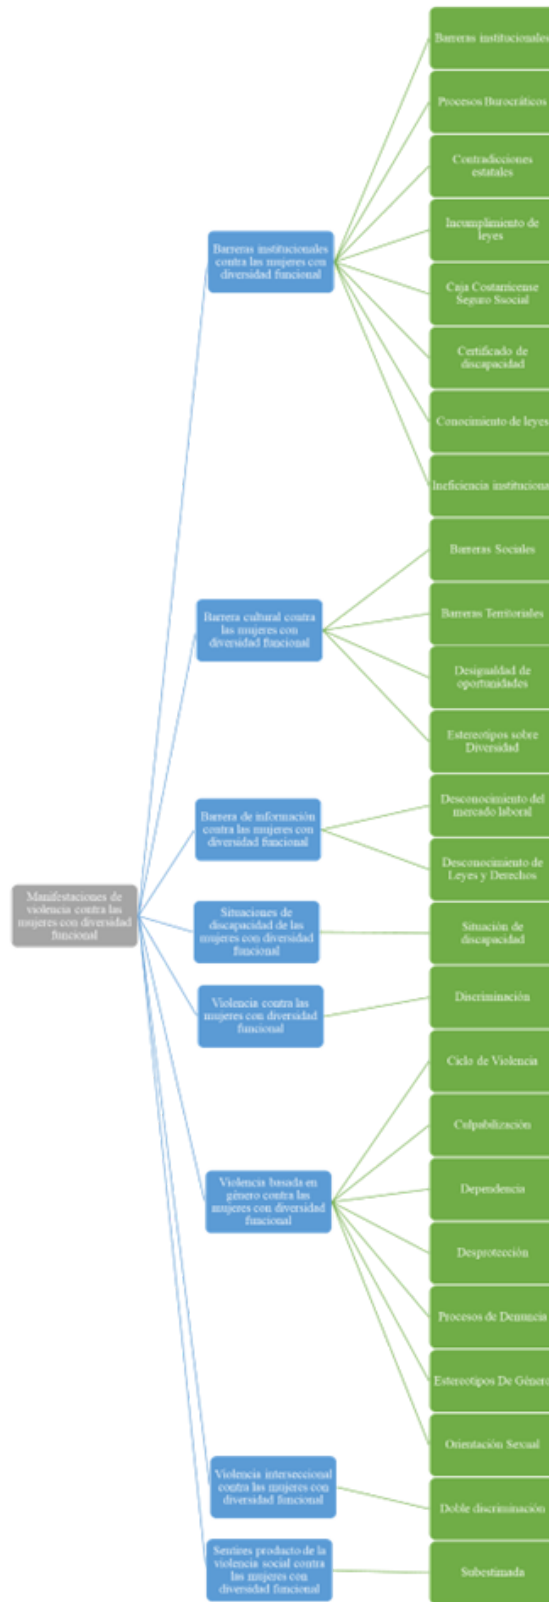 Barreras institucionales
Procesos Burocráticos
Contradicciones
estatales
Incumplimiento de
leyes
Barreras institucionales
contra las mujeres con
diversidad funcional
Caja Costarricense
Seguro Ssocial
Certificado de
discapacidad
Conocimiento de leyes
Ineficiencia instituciona
Barreras Sociales
Barrera cultural contra
las mujeres con
diversidad funcional
Barreras Territoriales
Desigualdad de
oportunidades
Estereotipos sobre
Diversidad
Barrera de información
contra las mujeres con
diversidad funcional
Desconocimiento del
mercado laboral
Desconocimiento de
Leyes y Derechos
Manifestaciones de
violencia contra las
mujeres con diversidad
funcional
Situaciones de
discapacidad de las
mujeres con diversidad
funcional
Situación de
discapacidad
Violencia contra las
mujeres con diversidad
funcional
Discriminación
Ciclo de Violencia
Culpabilización
Violencia basada en
género contra las
mujeres con diversidad
funcional
Dependencia
Desprotección
Procesos de Denuncia
Estereotipos De Género
Orientación Sexual
Violencia interseccional
contra las mujeres con
diversidad funcional
Doble discriminación
Sentires producto de la
violencia social contra
las mujeres con
diversidad funcional
Subestimada